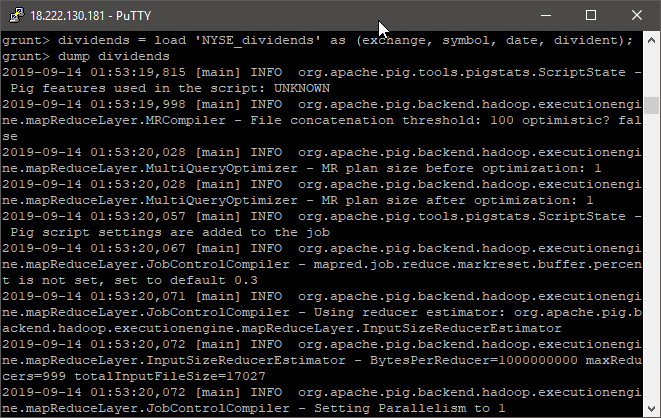 18.222.130.181 - PuTTY
grunt> dividends = load 'NYSE_dividends' as (exchange, symbol, date, divident);
grunt> dump dividends
2019-09-14 01:53:19,815 [main] INFO  org.apache.pig.tools.pigstats.ScriptState -
 Pig features used in the script: UNKNOWN
2019-09-14 01:53:19,998 [main] INFO  org.apache.pig.backend.hadoop.executionengi
ne.mapReduceLayer.MRCompiler - File concatenation threshold: 100 optimistic? fal
se
2019-09-14 01:53:20,028 [main] INFO  org.apache.pig.backend.hadoop.executionengi
ne.mapReduceLayer.MultiQueryOptimizer - MR plan size before optimization: 1
2019-09-14 01:53:20,028 [main] INFO  org.apache.pig.backend.hadoop.executionengi
ne.mapReduceLayer.MultiQueryOptimizer - MR plan size after optimization: 1
2019-09-14 01:53:20,057 [main] INFO  org.apache.pig.tools.pigstats.ScriptState -
 Pig script settings are added to the job
2019-09-14 01:53:20,067 [main] INFO  org.apache.pig.backend.hadoop.executionengi
ne.mapReduceLayer.JobControlCompiler - mapred.job.reduce.markreset.buffer.percen
t is not set, set to default 0.3
2019-09-14 01:53:20,071 [main] INFO  org.apache.pig.backend.hadoop.executionengi
ne.mapReduceLayer.JobControlCompiler - Using reducer estimator: org.apache.pig.b
ackend.hadoop.executionengine.mapReduceLayer.InputSizeReducerEstimator
2019-09-14 01:53:20,072 [main] INFO  org.apache.pig.backend.hadoop.executionengi
ne.mapReduceLayer.InputSizeReducerEstimator - BytesPerReducer=1000000000 maxRedu
cers=999 totalInputFileSize=17027
2019-09-14 01:53:20,072 [main] INFO  org.apache.pig.backend.hadoop.executionengi
ne.mapReduceLayer.JobControlCompiler - Setting Parallelism to 1